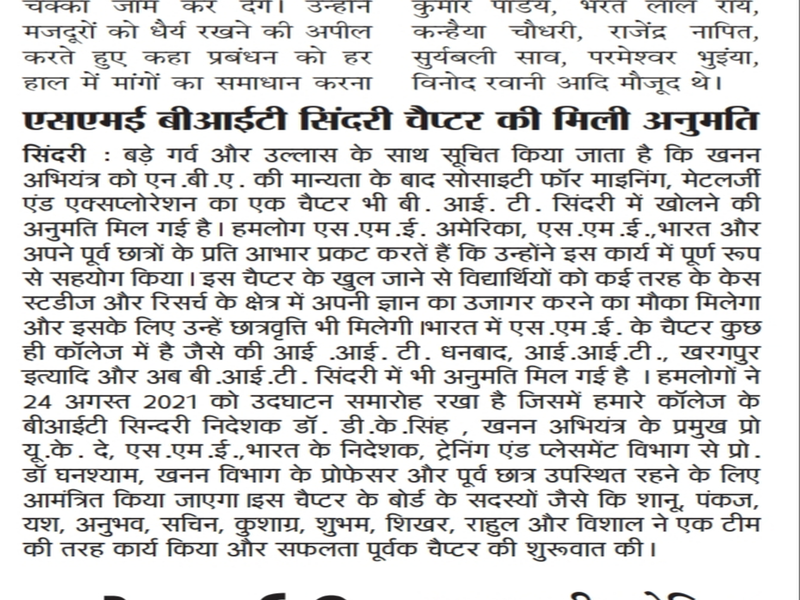 चक्का जाम कर देंगे। उन्होंने
मजदूरों को धैर्य रखने की अपील
करते हुए कहा प्रबंधन को हर
हाल में मांगों का समाधान करना
कुमार पांडेय, भरत लाल राय,
कन्हैया चौधरी, राजेंद्र नापित,
सुर्यबली साव, परमेश्वर भुइंया,
विनोद रवानी आदि मौजूद थे।
एसएमई बीआईटी सिंदरी चैप्टर की मिली अनुमति
सिंदरी : बड़े गर्व और उल्लास के साथ सूचित किया जाता है कि खनन
अभियंत्र को एन.बी.ए. की मान्यता के बाद सोसाइटी फॉर माइनिंग, मेटलर्जी
एंड एक्सप्लोरेशन का एक चैप्टर भी बी. आई. टी. सिंदरी में खोलने की
अनुमति मिल गई है। हमलोग एस.एम.ई. अमेरिका, एस.एम.ई.,भारत और
अपने पूर्व छात्रों के प्रति आभार प्रकट करतें हैं कि उन्होंने इस कार्य में पूर्ण रूप
से सहयोग किया। इस चैप्टर के खुल जाने से विद्यार्थियों को कई तरह के केस
स्टडीज और रिसर्च के क्षेत्र में अपनी ज्ञान का उजागर करने का मौका मिलेगा
और इसके लिए उन्हें छात्रवृत्ति भी मिलेगी।भारत में एस.एम.ई. के चैप्टर कुछ
ही कॉलेज में है जैसे की आई .आई. टी. धनबाद, आई.आई.टी., खरगपुर
इत्यादि और अब बी .आई.टी. सिंदरी में भी अनुमति मिल गई है । हमलोगों ने
24 अगस्त 2021 को उदघाटन समारोह रखा है जिसमें हमारे कॉलेज के
बीआईटी सिन्दरी निदेशक डॉ. डी.के.सिंह , खनन अभियंत्र के प्रमुख प्रो
यू.के. दे, एस.एम.ई.,भारत के निदेशक, ट्रेनिंग एंड प्लेसमेंट विभाग से प्रो.
डॉ घनश्याम, खनन विभाग के प्रोफेसर और पूर्व छात्र उपस्थित रहने के लिए
आमंत्रित किया जाएगा।इस चैप्टर के बोर्ड के सदस्यों जैसे कि शानू, पंकज,
यश, अनुभव, सचिन, कुशाग्र, शुभम, शिखर, राहुल और विशाल ने एक टीम
की तरह कार्य किया और सफलता पूर्वक चैप्टर की शुरूवात की।